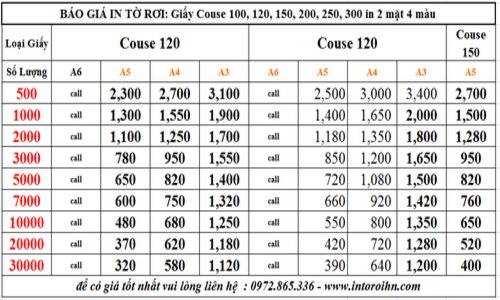 BÁO GIÁ IN TỜ RƠI: Giấy Couse 100, 120, 150, 200, 250, 300 in 2 mặt 4 màu
Loại Giấy Couse 120 Couse 120 Couse 150
Số Lượng A6 A5 A4 A3 A6 A5 A4 A3 A5
500 call 2,300 2,700 3,100 call 2,500 3,000 3,400 2,700
1000 call 1,300 1,550 1,900 call 1,400 1,650 2,000 1,500
2000 call 1,100 1,250 1,700 call 1,180 1,350 1,800 1,280
3000 call 780 950 1,550 call 850 1,200 1,650 950
5000 call 650 820 1,400 call 720 1,080 1,500 820
7000 call 600 750 1,320 call 660 920 1,420 760
10000 call 480 680 1,250 call 550 800 1,350 650
20000 call 370 620 1,180 call 420 720 1,280 520
30000 call 320 580 1,120 call 390 640 1,200 400
để có giá tốt nhất vui lòng liên hệ : 0972.865.336 - www.intoroihn.com